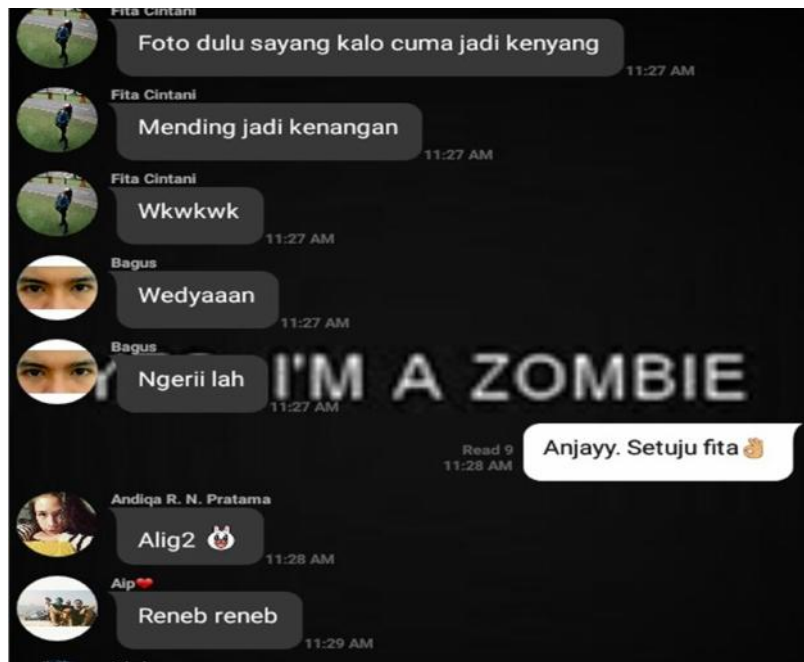 Fita Cintani
Foto dulu sayang kalo cuma jadi kenyang
11:27 AM
Fita Cintani
Mending jadi kenangan
11:27 AM
Fita Cintani
Wkwkwk
11:27 AM
Bagus
Wedyaaan
11:27 AM
Bagus
Ngerii lah
11:27 AM
I'M A ZOMBIE
Anjayy. Setuju fita👌
Read 9
11:28 AM
Andiqa R. N. Pratama
Alig2
11:28 AM
Aip❤
Reneb reneb
11:29 AM